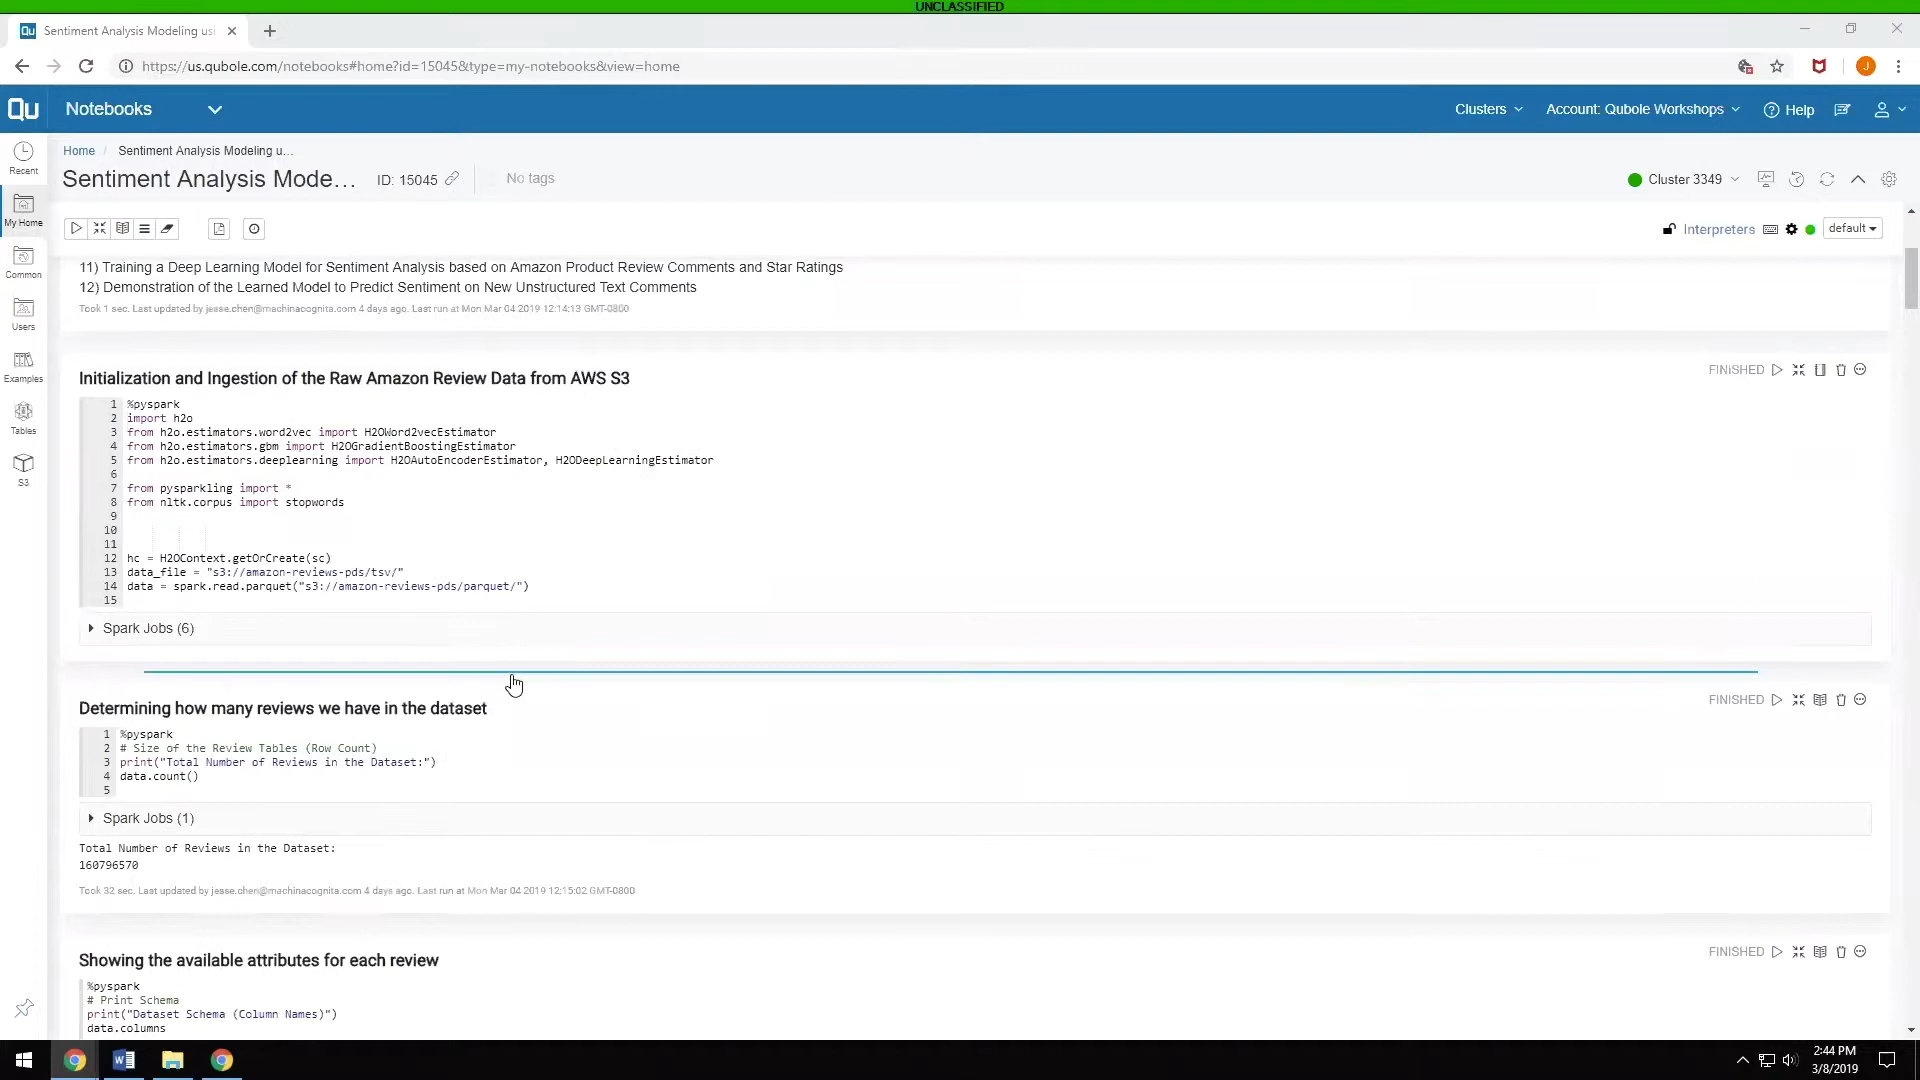 UNCLASSIFIED
Qu Sentiment Analysis Modeling usi
https://us.qubole.com/notebooks#home?id=15045&type=my-notebooks&view=home
J
Qu Notebooks Clusters Account: Qubole Workshops Help
Home / Sentiment Analysis Modeling u...
Sentiment Analysis Mode... ID: 15045 No tags Cluster 3349
Recent
My Home
Common
Users
Examples
Tables
S3
Interpreters default
11) Training a Deep Learning Model for Sentiment Analysis based on Amazon Product Review Comments and Star Ratings
12) Demonstration of the Learned Model to Predict Sentiment on New Unstructured Text Comments
Took 1 sec. Last updated by jesse.chen@machinacognita.com 4 days ago. Last run at Mon Mar 04 2019 12:14:13 GMT-0800
Initialization and Ingestion of the Raw Amazon Review Data from AWS S3 FINISHED
1 %pyspark
2 import h2o
3 from h2o.estimators.word2vec import H2OWord2vecEstimator
4 from h2o.estimators.gbm import H2OGradientBoostingEstimator
5 from h2o.estimators.deeplearning import H2OAutoEncoderEstimator, H2ODeepLearningEstimator
6
7 from pysparkling import *
8 from nltk.corpus import stopwords
9
10
11
12 hc = H2OContext.getOrCreate(sc)
13 data_file = "s3://amazon-reviews-pds/tsv/"
14 data = spark.read.parquet("s3://amazon-reviews-pds/parquet/")
15
Spark Jobs (6)
Determining how many reviews we have in the dataset FINISHED
1 %pyspark
2 # Size of the Review Tables (Row Count)
3 print("Total Number of Reviews in the Dataset:")
4 data.count()
5
Spark Jobs (1)
Total Number of Reviews in the Dataset:
160796570
Took 32 sec. Last updated by jesse.chen@machinacognita.com 4 days ago. Last run at Mon Mar 04 2019 12:15:02 GMT-0800
Showing the available attributes for each review FINISHED
%pyspark
# Print Schema
print("Dataset Schema (Column Names)")
data.columns
2:44 PM
3/8/2019